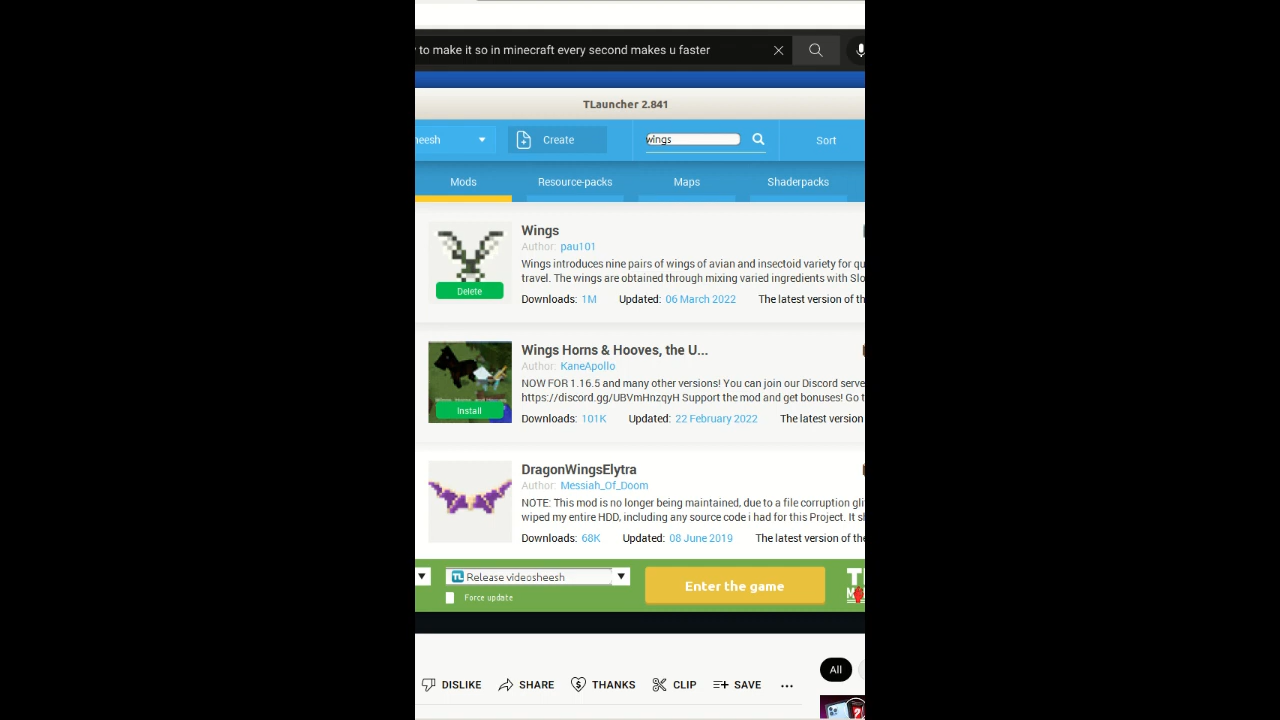 to make it so in minecraft every second makes u faster
TLauncher 2.841
Create
wings
Sort
Mods
Resource-packs
Maps
Shaderpacks
Wings
Author: pau101
Wings introduces nine pairs of wings of avian and insectoid variety for
travel. The wings are obtained through mixing varied ingredients with
Delete
Downloads: 1M Updated: 06 March 2022 The latest version of
Wings Horns & Hooves, the U...
Author: KaneApollo
NOW FOR 1.16.5 and many other versions! You can join our Discord
https://discord.gg/UBVmHnzqyH Support the mod and get bonuses! Go
Install
Downloads: 101K Updated: 22 February 2022 The latest version
DragonWingsElytra
Author: Messiah_Of_Doom
NOTE: This mod is no longer being maintained, due to a file corruption
wiped my entire HDD, including any source code i had for this Project. It
Downloads: 68K Updated: 08 June 2019 The latest version of the
TL Release videosheesh
Enter the game
Force update
All
DISLIKE SHARE THANKS CLIP SAVE ...